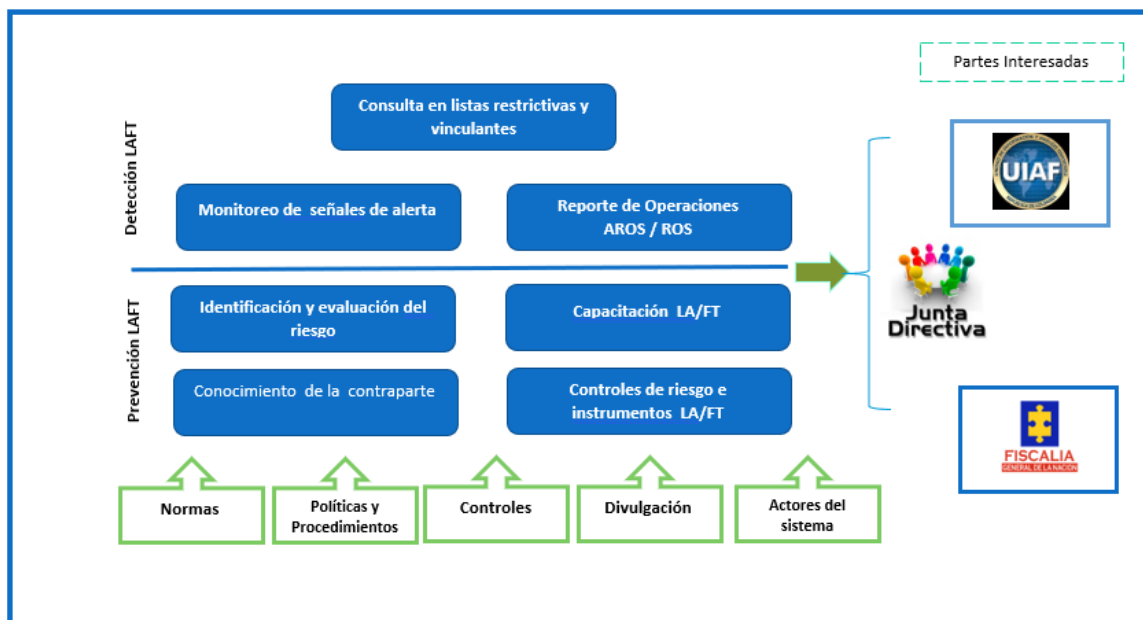 Partes Interesadas
Detección LAFT
Consulta en listas restrictivas y
vinculantes
Monitoreo de señales de alerta
Reporte de Operaciones
AROS / ROS
UIAF
Junta
Directiva
Prevención LAFT
Identificación y evaluación del
riesgo
Capacitación LA/FT
Conocimiento de la contraparte
Controles de riesgo e
instrumentos LA/FT
FISCALIA
GENERAL DE LA NACION
Normas
Políticas y
Procedimientos
Controles
Divulgación
Actores del
sistema